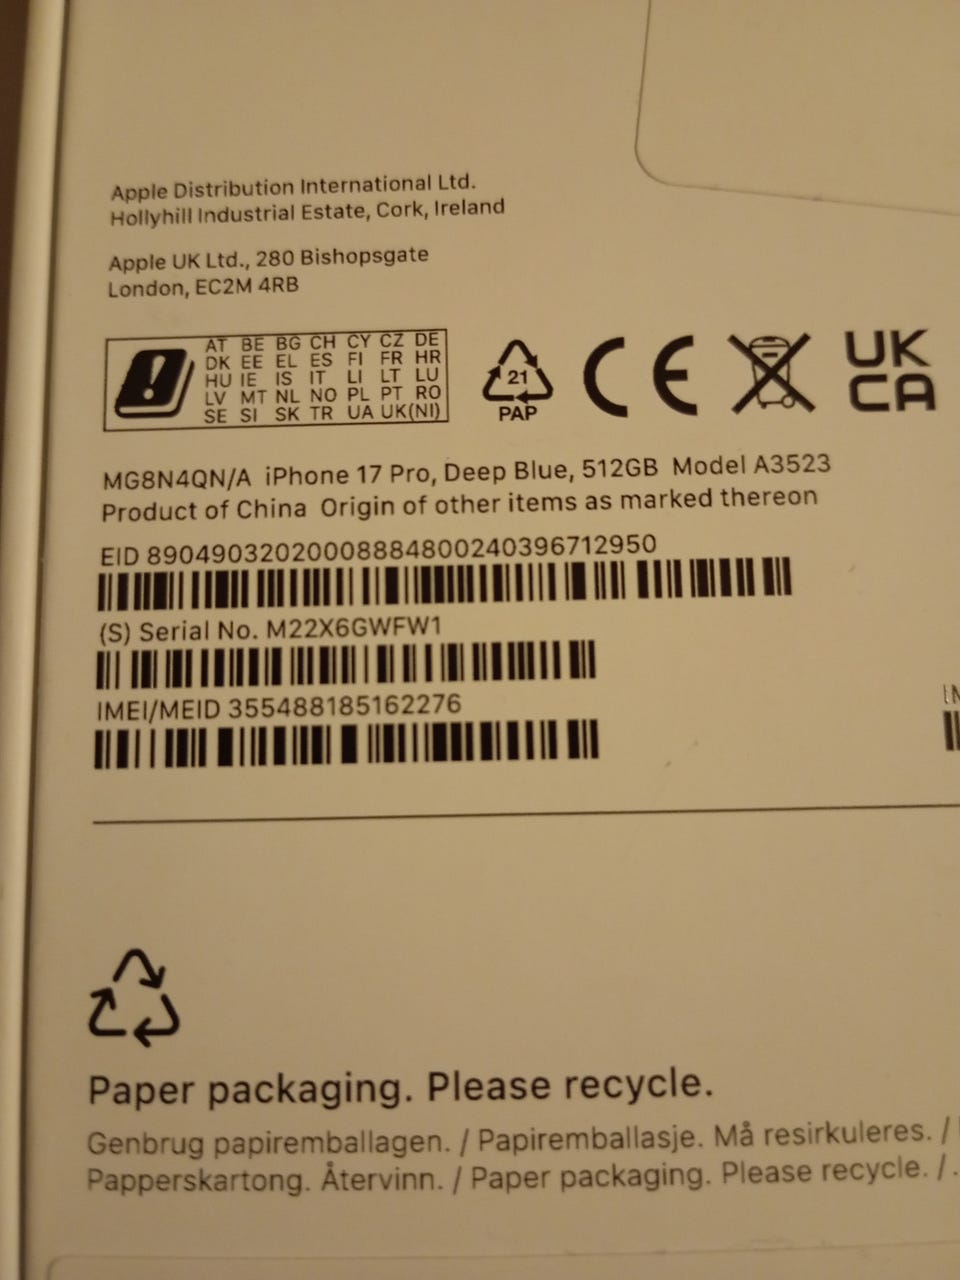 Apple Distribution International Ltd.
Hollyhill Industrial Estate, Cork, Ireland
Apple UK Ltd., 280 Bishopsgate
London, EC2M 4RB
AT BE BG CH CY CZ DE
DK EE EL ES FI FR HR
HU IE IS IT LI LT LU
LV MT NL NO PL PT RO
SE SI SK TR UA UK(NI)
21
PAP
CE
UK
CA
MG8N4QN/A iPhone 17 Pro, Deep Blue, 512GB Model A3523
Product of China Origin of other items as marked thereon
EID 89049032020008884800240396712950
(S) Serial No. M22X6GWFW1
IMEI/MEID 355488185162276
Paper packaging. Please recycle.
Genbrug papiremballagen. / Papiremballasje. Må resirkuleres. /
Papperskartong. Återvinn. / Paper packaging. Please recycle. /